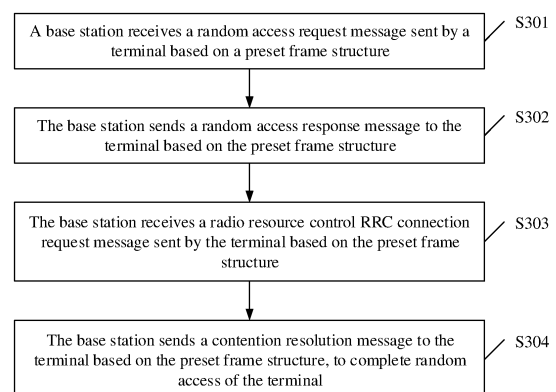 A base station receives a random access request message sent by a
terminal based on a preset frame structure
S301
The base station sends a random access response message to the
terminal based on the preset frame structure
S302
The base station receives a radio resource control RRC connection
request message sent by the terminal based on the preset frame
structure
S303
The base station sends a contention resolution message to the
terminal based on the preset frame structure, to complete random
access of the terminal
S304